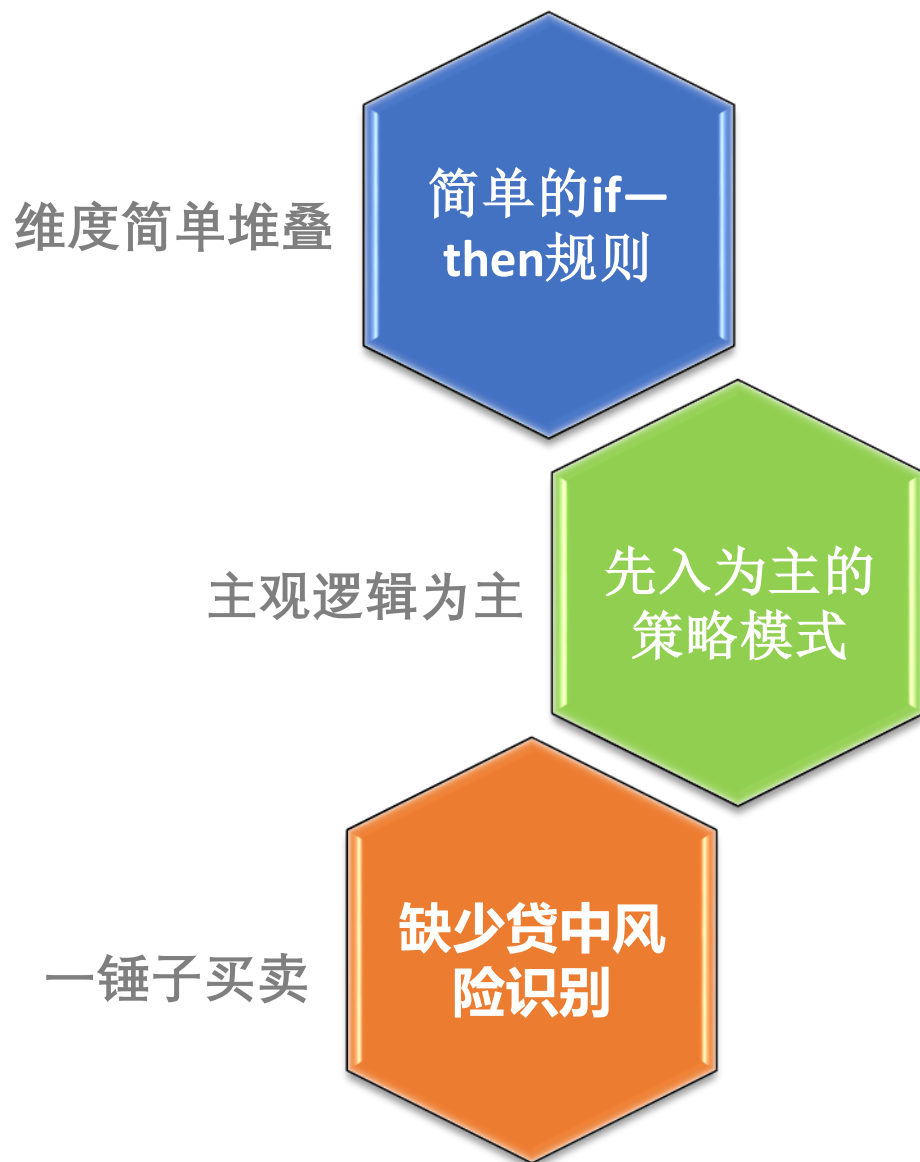 维度简单堆叠
简单的if—
then规则
主观逻辑为主
先入为主的
策略模式
一锤子买卖
缺少贷中风
险识别